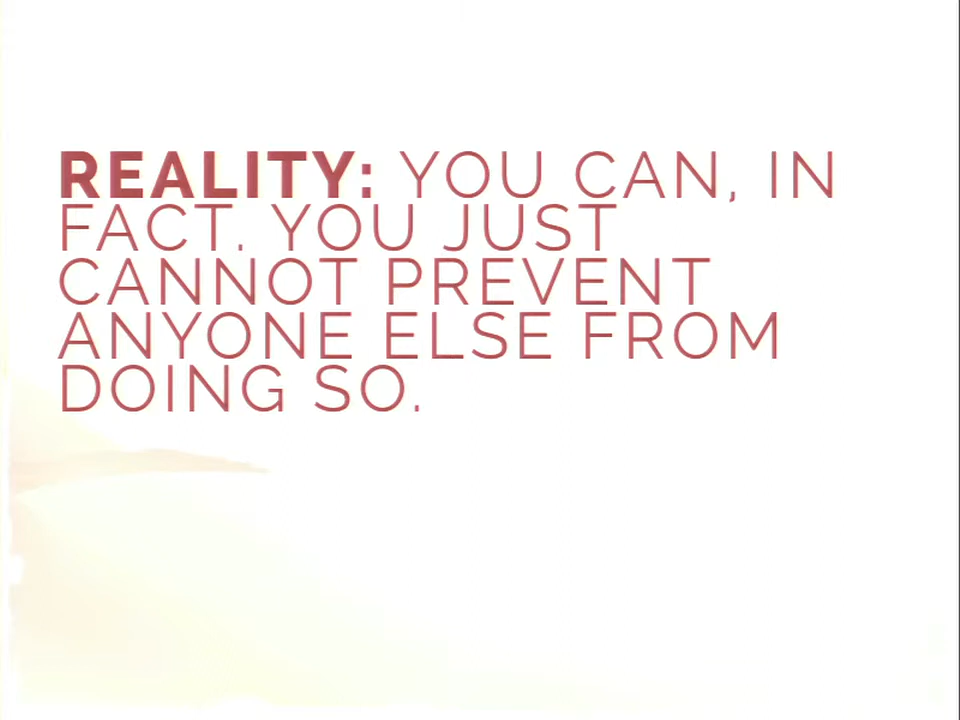 REALITY: YOU CAN, IN
FACT. YOU JUST
CANNOT PREVENT
ANYONE ELSE FROM
DOING SO.